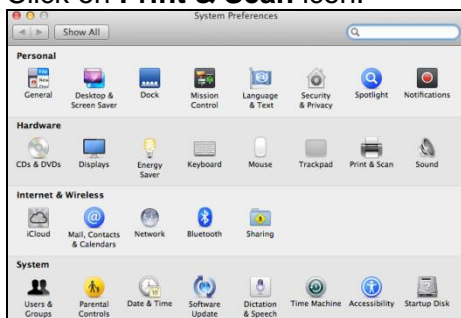 Click on Print & Scan icon.
System Preferences
Show All
Personal
General
Desktop & Screen Saver
Dock
Mission Control
Language & Text
Security & Privacy
Spotlight
Notifications
Hardware
CDs & DVDs
Displays
Energy Saver
Keyboard
Mouse
Trackpad
Print & Scan
Sound
Internet & Wireless
iCloud
Mail, Contacts & Calendars
Network
Bluetooth
Sharing
System
Users & Groups
Parental Controls
Date & Time
Software Update
Dictation & Speech
Time Machine
Accessibility
Startup Disk